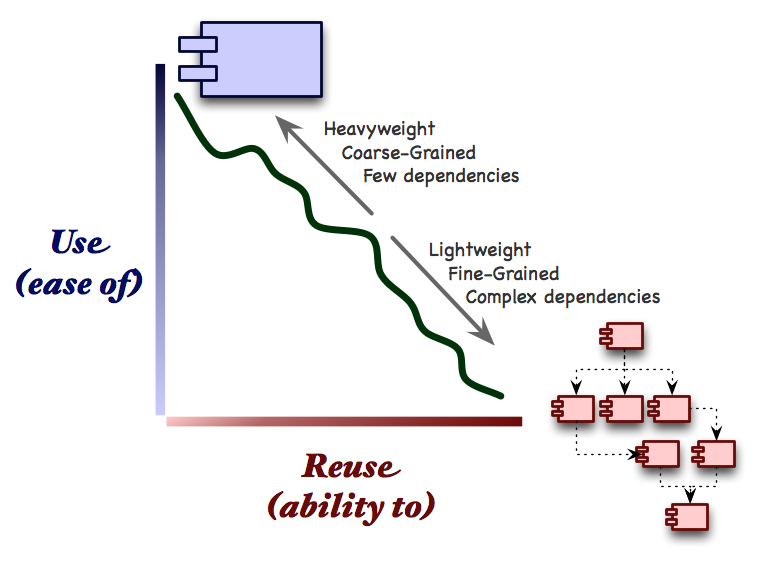 Heavyweight
Coarse-Grained
Few dependencies
Use
(ease of)
Lightweight
Fine-Grained
Complex dependencies
Reuse
(ability to)